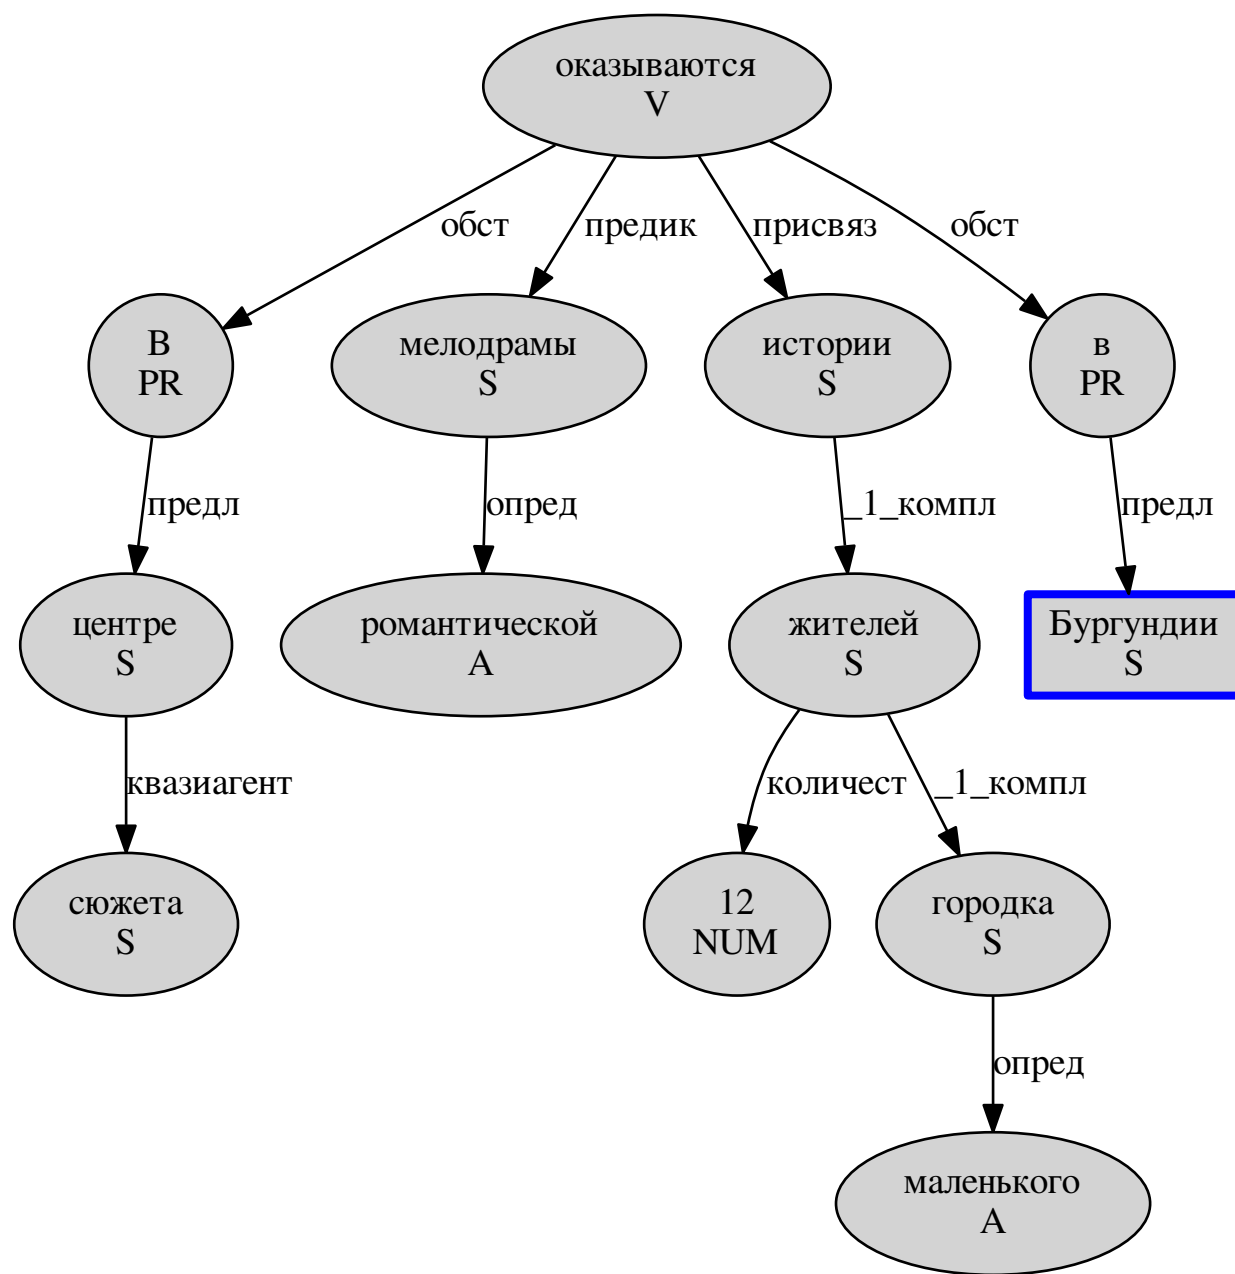 оказываются
V
обст
предик
присвяз
обст
В
PR
мелодрамы
S
истории
S
в
PR
предл
опред
_1_компл
предл
центре
S
романтической
A
жителей
S
Бургундии
S
квазиагент
количест
_1_компл
сюжета
S
12
NUM
городка
S
опред
маленького
A